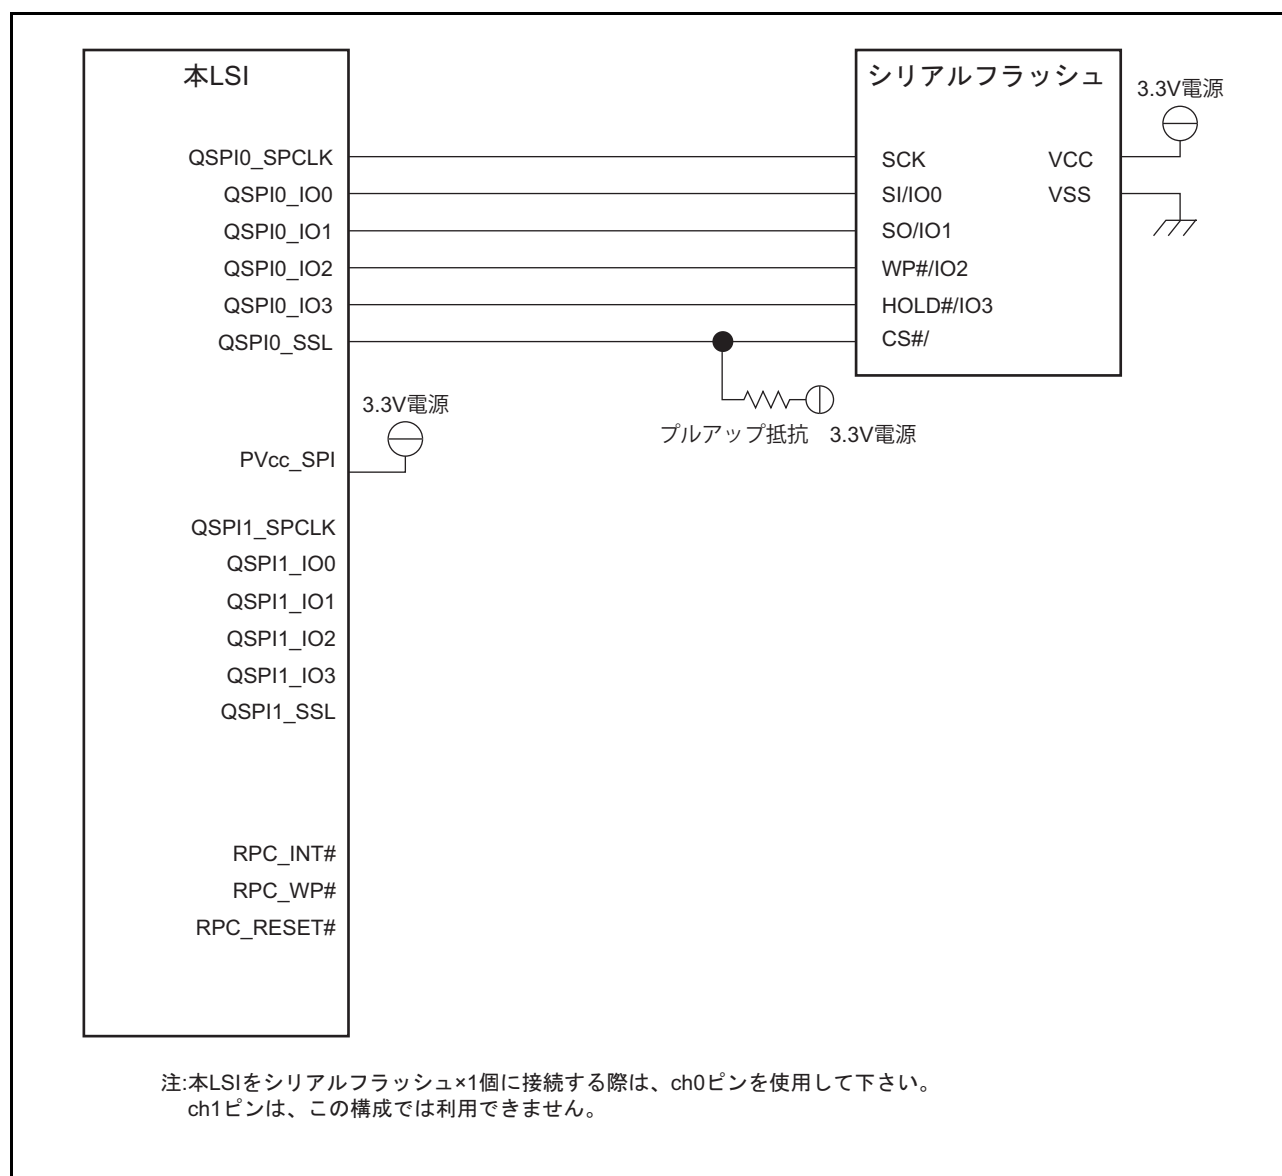 本LSI
QSPI0_SPCLK
QSPI0_IO0
QSPI0_IO1
QSPI0_IO2
QSPI0_IO3
QSPI0_SSL
3.3V電源
PVcc_SPI
QSPI1_SPCLK
QSPI1_IO0
QSPI1_IO1
QSPI1_IO2
QSPI1_IO3
QSPI1_SSL
RPC_INT#
RPC_WP#
RPC_RESET#
シリアルフラッシュ
SCK
SI/IO0
SO/IO1
WP#/IO2
HOLD#/IO3
CS#/
VCC
VSS
3.3V電源
プルアップ抵抗 3.3V電源
注:本LSIをシリアルフラッシュ×1個に接続する際は、ch0ピンを使用して下さい。
ch1ピンは、この構成では利用できません。